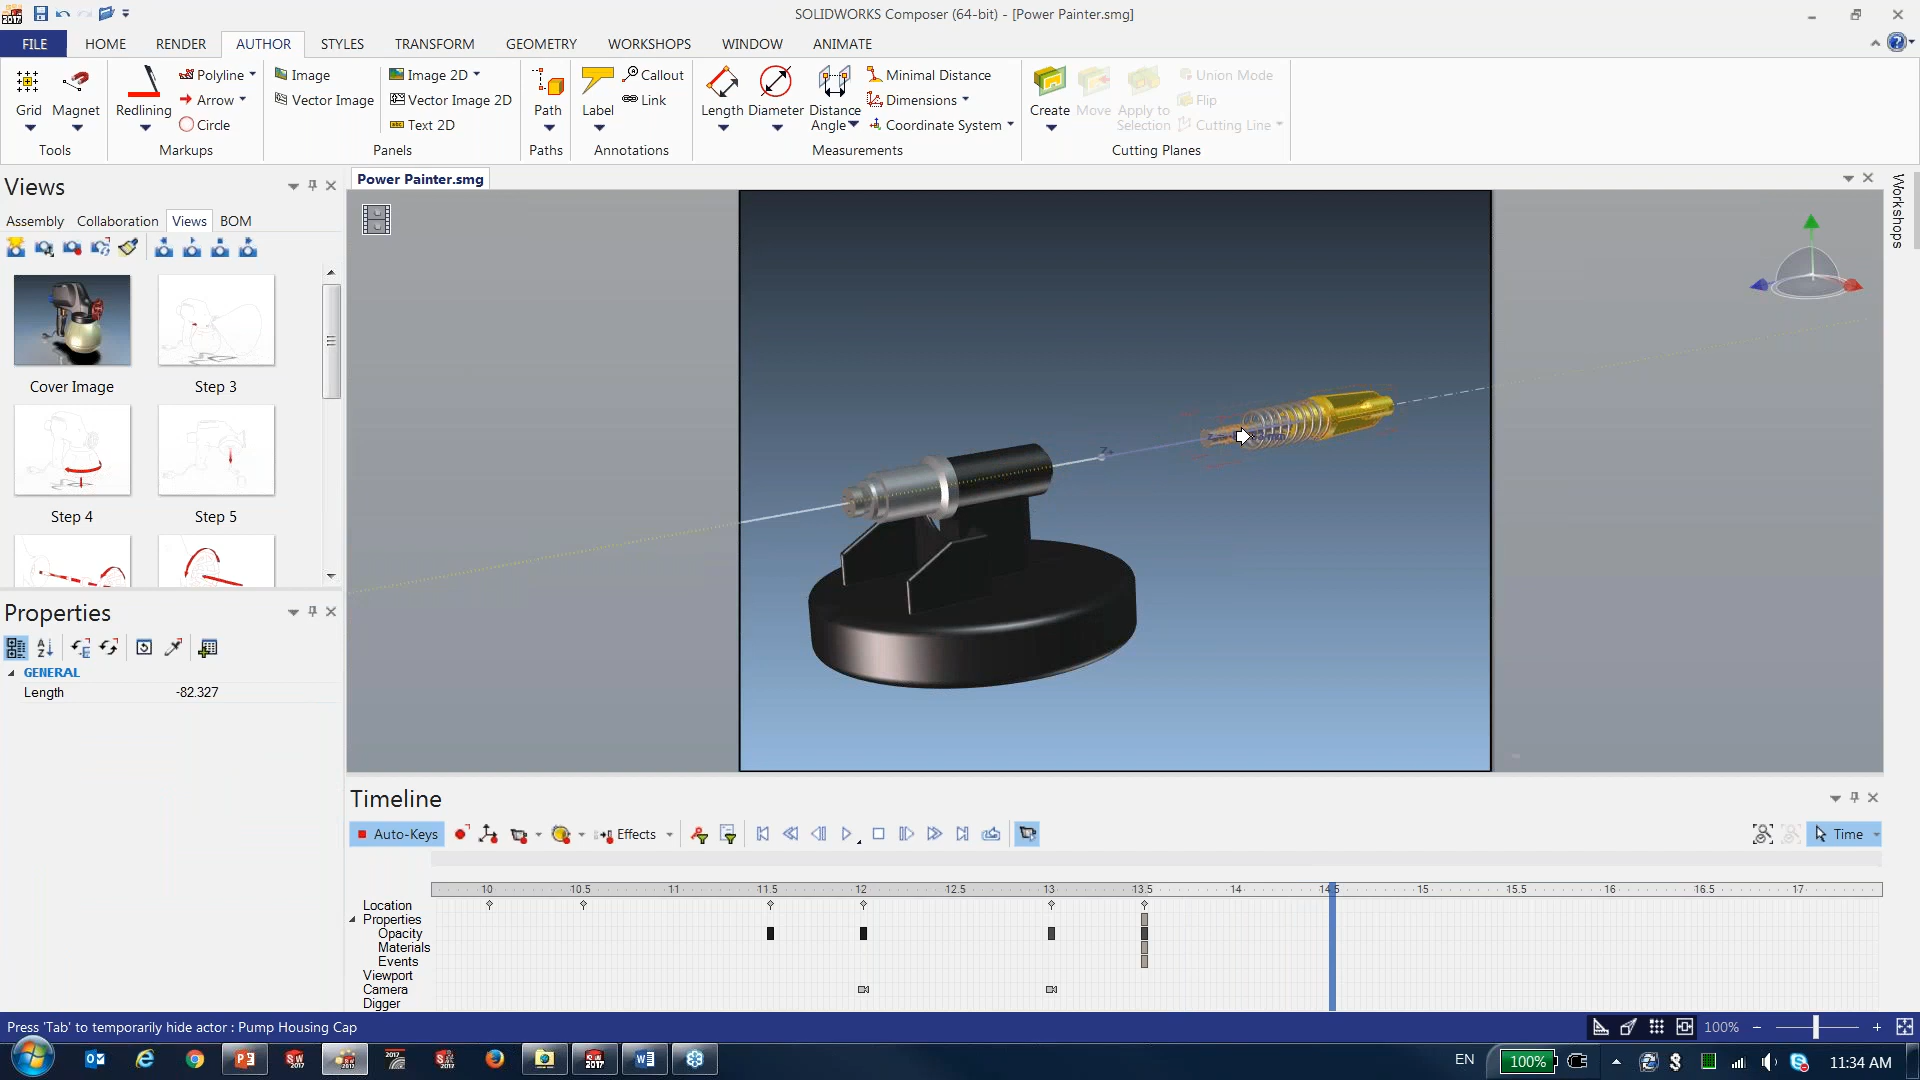 SOLIDWORKS Composer (64-bit) - [Power Painter.smg]
FILE HOME RENDER AUTHOR STYLES TRANSFORM GEOMETRY WORKSHOPS WINDOW ANIMATE
Polyline Image Image 2D Callout Minimal Distance Union Mode
Arrow Vector Image Vector Image 2D Link Dimensions Flip
Grid Magnet Redlining Path Label Length Diameter Distance Create Move Apply to
Circle Text 2D Angle Coordinate System Selection Cutting Line
Tools Markups Panels Paths Annotations Measurements Cutting Planes
Views
Power Painter.smg
Workshops
Assembly Collaboration Views BOM
Cover Image Step 3
Step 4 Step 5
Properties
GENERAL
Length -82.327
Timeline
Auto-Keys Effects Time
10 10.5 11 11.5 12 12.5 13 13.5 14 14.5 15 15.5 16 16.5 17
Location
Properties
Opacity
Materials
Events
Viewport
Camera
Digger
Press 'Tab' to temporarily hide actor : Pump Housing Cap
100%
EN 100% 11:34 AM